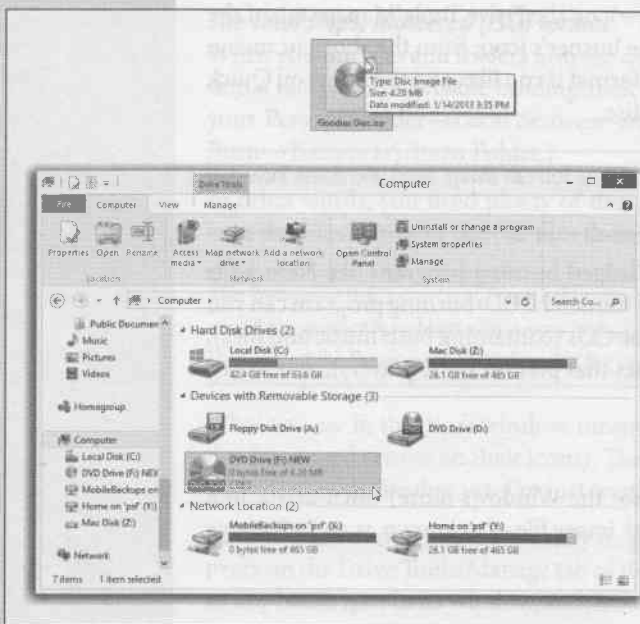 Type: Disc Image File
Size: 4.20 MB
Date modified: 1/14/2013 3:35 PM
Goodies Disc.iso
Drive Tools
Computer
File Computer View Manage
Properties Open Rename Access media Map network drive Add a network location Open Control Panel
Uninstall or change a program
System properties
Manage
Location Network System
Computer
Search Co...
Public Documen
Music
Pictures
Videos
Homegroup
Computer
Local Disk (C:)
DVD Drive (F:) NEV
MobileBackups on
Home on 'psf' (Y:)
Mac Disk (Z:)
Network
Hard Disk Drives (2)
Local Disk (C:)
42.4 GB free of 63.6 GB
Mac Disk (Z:)
28.1 GB free of 465 GB
Devices with Removable Storage (3)
Floppy Disk Drive (A:)
DVD Drive (D:)
DVD Drive (F:) NEW
0 bytes free of 4.20 MB
Network Location (2)
MobileBackups on 'psf' (X:)
0 bytes free of 465 GB
Home on 'psf' (Y:)
28.1 GB free of 465 GB
7 items 1 item selected